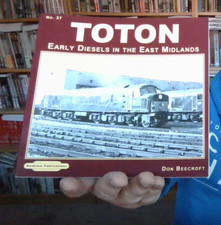 No. 37
TOTON
EARLY DIESELS IN THE EAST MIDLANDS
DON BEECROFT